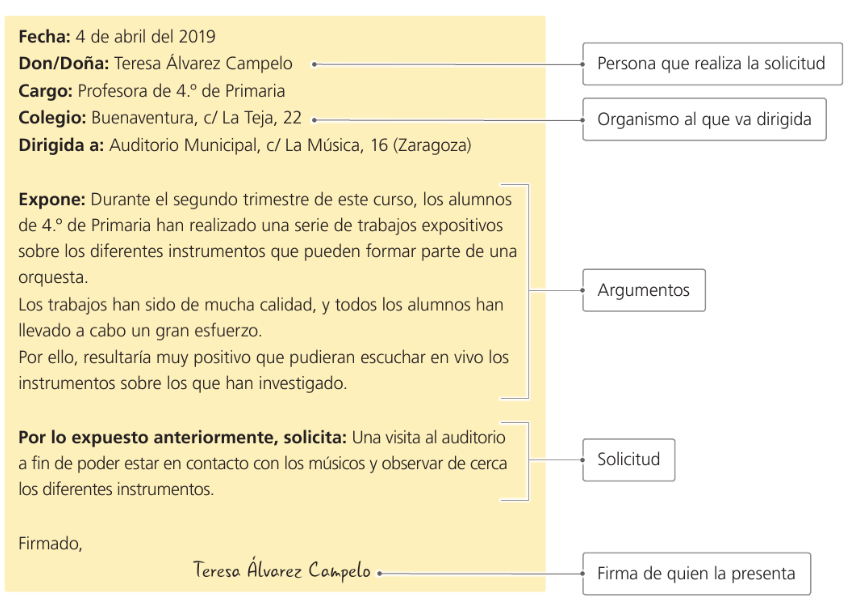 Fecha: 4 de abril del 2019
Don/Doña: Teresa Álvarez Campelo
Persona que realiza la solicitud
Cargo: Profesora de 4.º de Primaria
Colegio: Buenaventura, c/ La Teja, 22
Organismo al que va dirigida
Dirigida a: Auditorio Municipal, c/ La Música, 16 (Zaragoza)
Expone: Durante el segundo trimestre de este curso, los alumnos
de 4.º de Primaria han realizado una serie de trabajos expositivos
sobre los diferentes instrumentos que pueden formar parte de una
orquesta.
Los trabajos han sido de mucha calidad, y todos los alumnos han
llevado a cabo un gran esfuerzo.
Por ello, resultaría muy positivo que pudieran escuchar en vivo los
instrumentos sobre los que han investigado.
Argumentos
Por lo expuesto anteriormente, solicita: Una visita al auditorio
a fin de poder estar en contacto con los músicos y observar de cerca
los diferentes instrumentos.
Solicitud
Firmado,
Teresa Álvarez Campelo
Firma de quien la presenta